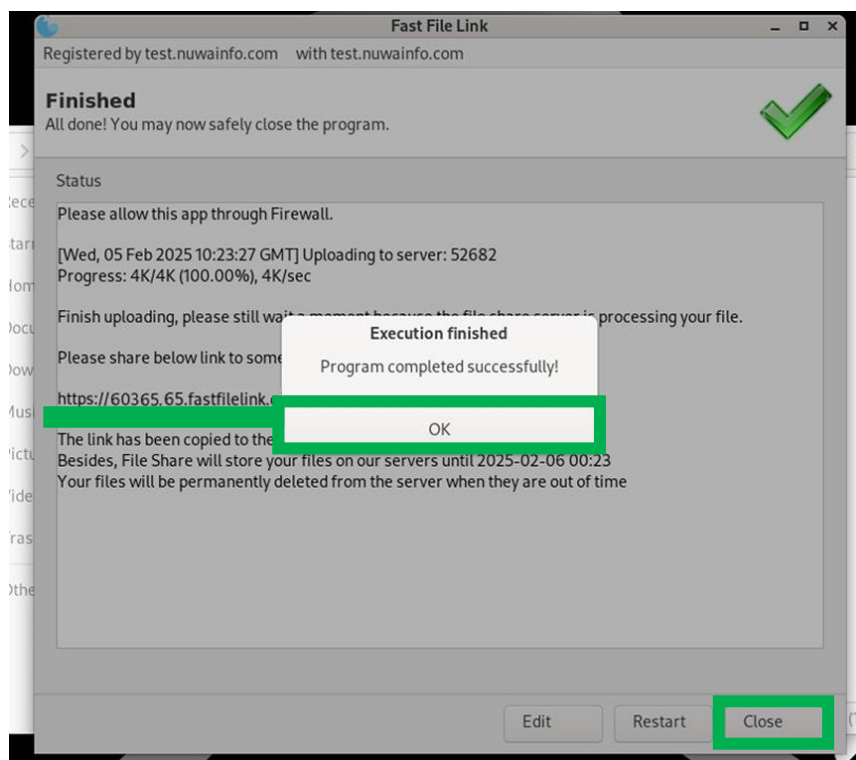 Fast File Link
Registered by test.nuwainfo.com with test.nuwainfo.com
Finished
All done! You may now safely close the program.
Status
Please allow this app through Firewall.
[Wed, 05 Feb 2025 10:23:27 GMT] Uploading to server: 52682
Progress: 4K/4K (100.00%), 4K/sec
Finish uploading, please still wait a moment because the file share server is processing your file.
Please share below link to some
https://60365.65.fastfilelink.
The link has been copied to the
Besides, File Share will store your files on our servers until 2025-02-06 00:23
Your files will be permanently deleted from the server when they are out of time
Execution finished
Program completed successfully!
OK
Edit
Restart
Close